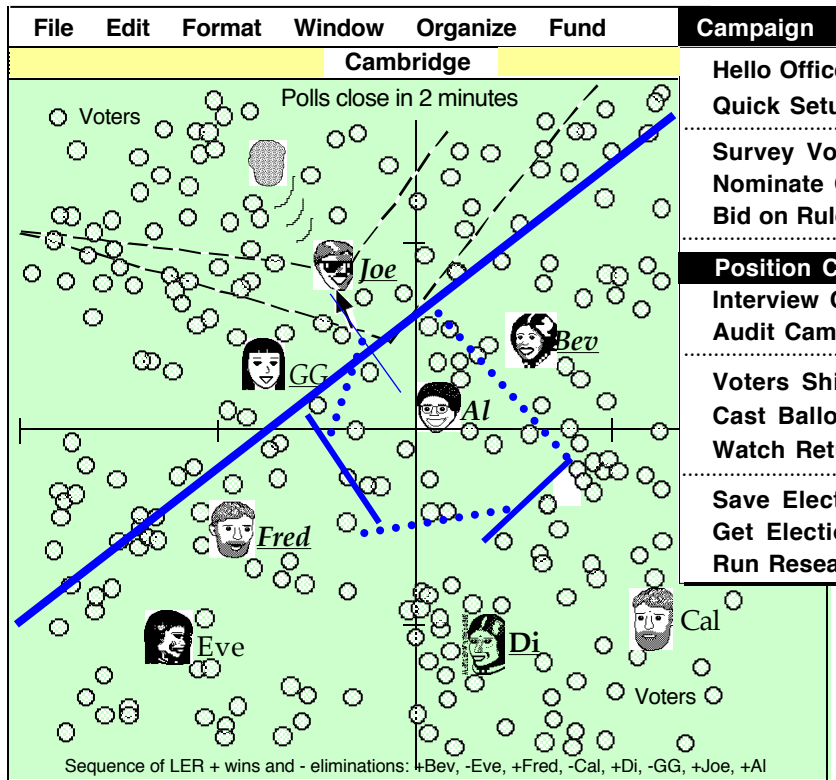 File Edit Format Window Organize Fund Campaign
Cambridge
Hello Office
Quick Setu
Polls close in 2 minutes
Voters
Survey Vo
Nominate
Bid on Rul
Joe
Position C
Interview
Audit Cam
Bev
GG
Al
Voters Shi
Cast Ballo
Watch Ret
Fred
Save Elect
Get Electio
Run Resea
Cal
Eve
Di
Voters
Sequence of LER + wins and - eliminations: +Bev, -Eve, +Fred, -Cal, +Di, -GG, +Joe, +Al